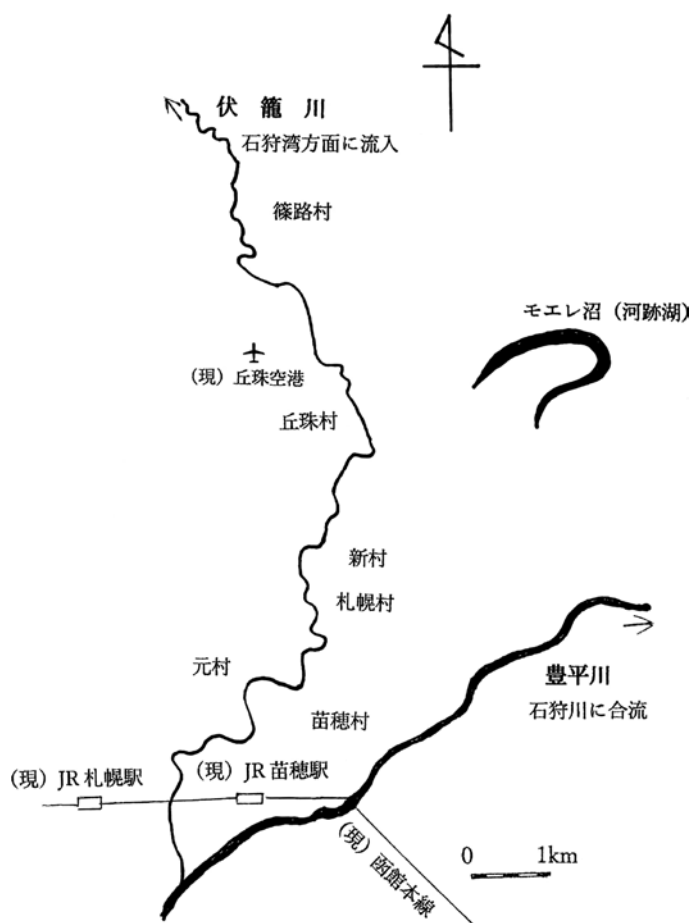 伏籠川
石狩湾方面に流入
篠路村
モエレ沼（河跡湖）
（現）丘珠空港
丘珠村
新村
札幌村
元村
豊平川
石狩川に合流
苗穂村
（現）JR札幌駅
（現）JR苗穂駅
（現）函館本線
0 1km